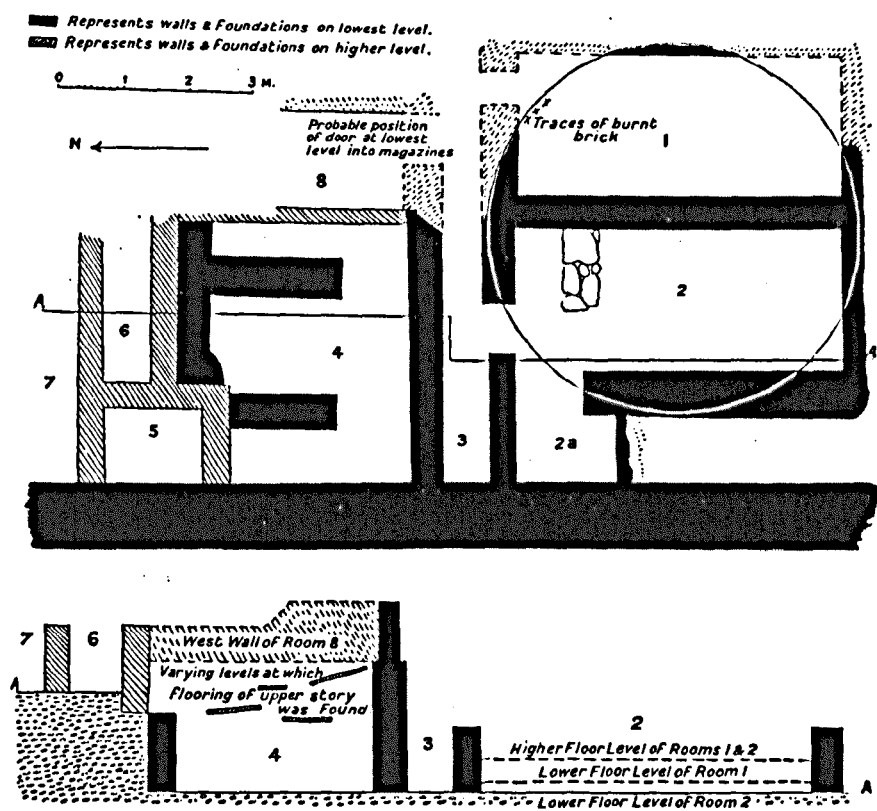 Represents walls & Foundations on lowest level.
Represents walls & Foundations on higher level.
0 1 2 3 M.
N
Probable position
of door at lowest
level into magazines
Traces of burnt
brick
1
8
2
A
6
4
A
7
5
3
2a
7
6
West Wall of Room 8
Varying levels at which
flooring of upper story
was Found
A
4
3
2
Higher Floor Level of Rooms 1 & 2
Lower Floor Level of Room 1
A
Lower Floor Level of Room 2